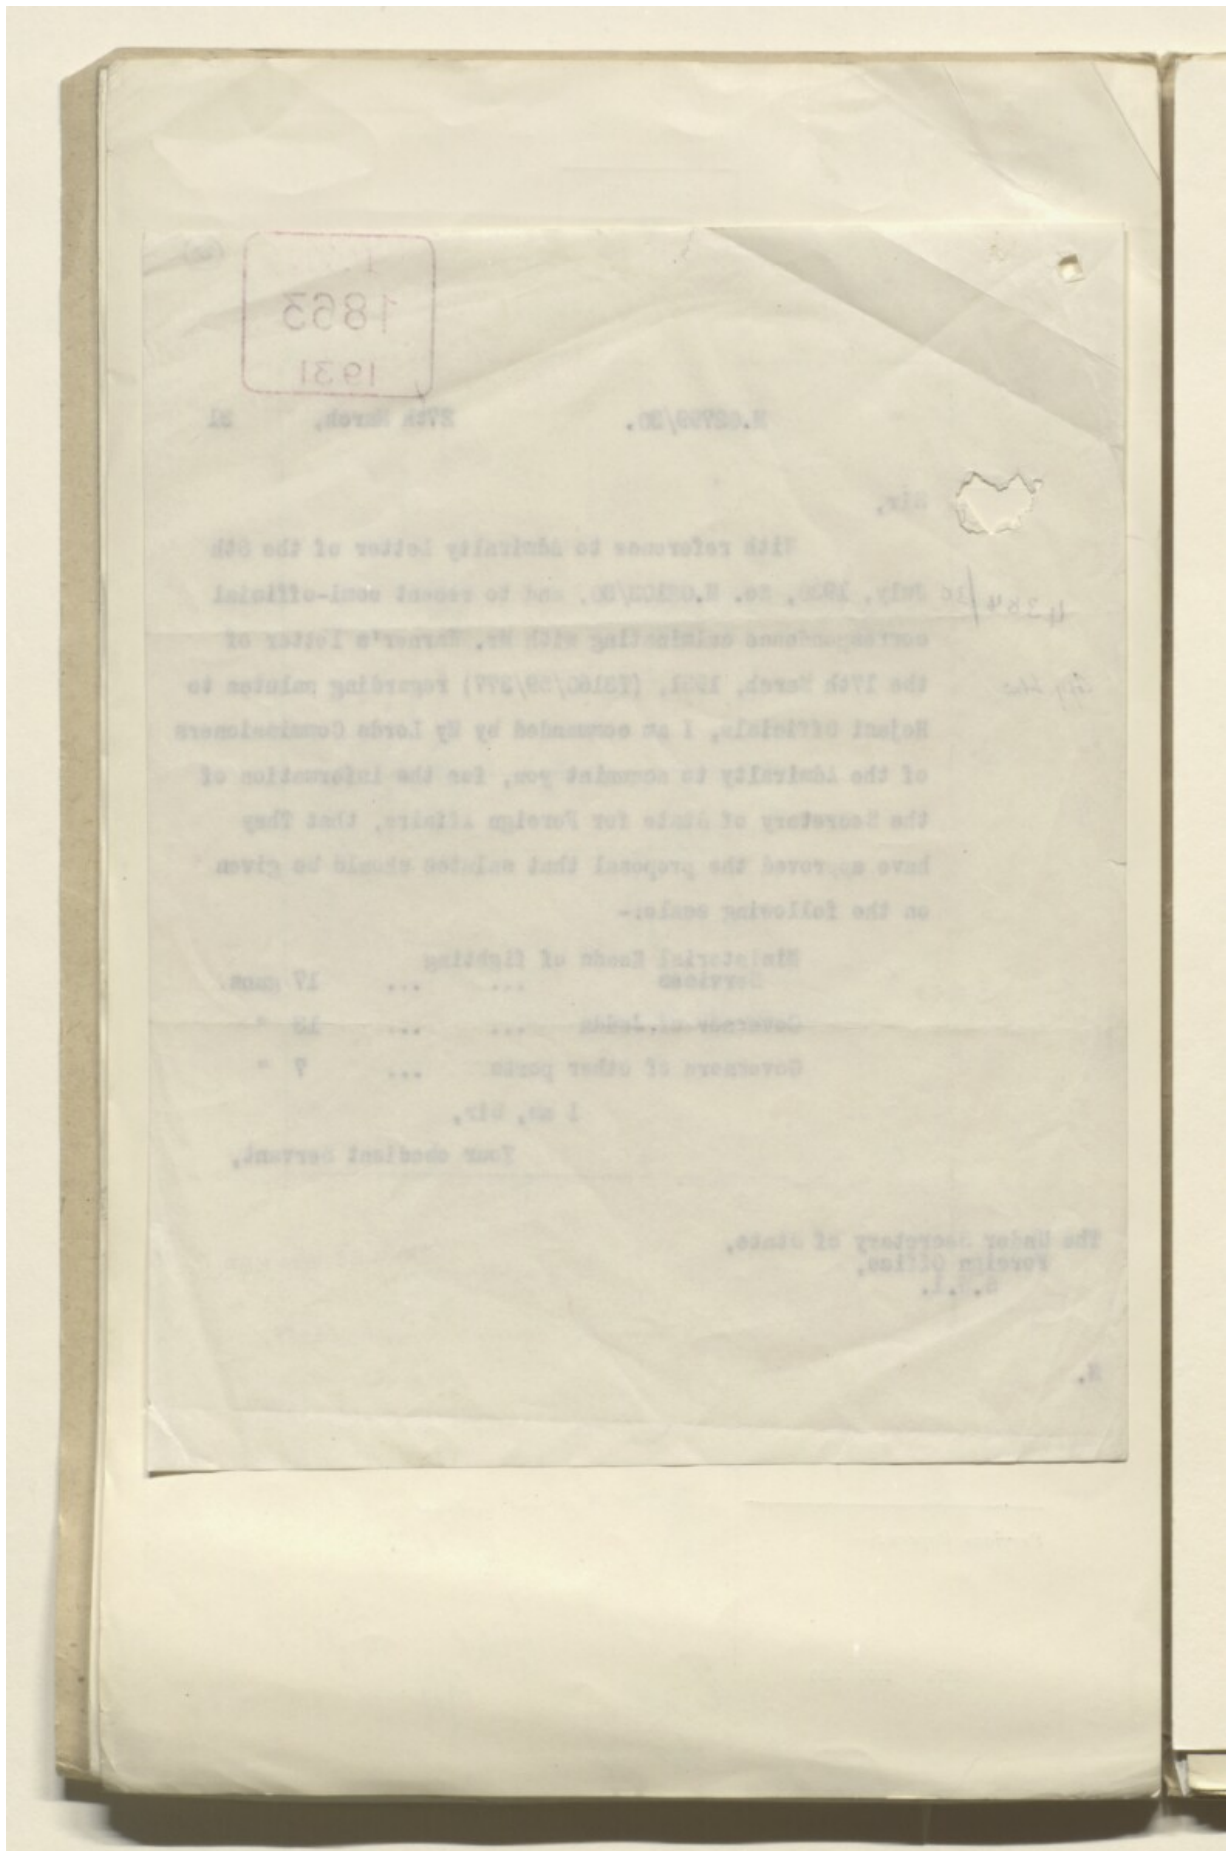 1863
1931
27th March, 31
Sir,
With reference to Admiralty Letter of the 8th
July, 1930, No. and to recent semi-official
correspondence culminating with Mr. Warner's letter of
the 17th March, 1931, regarding salutes to
Hejazi Officials, I am commanded by My Lords Commissioners
of the Admiralty to acquaint you, for the information of
the Secretary of State for Foreign Affairs, that They
have approved the proposal that salutes should be given
on the following scale:-
Ministerial Heads of fighting
Services ... ... 17 guns.
Governor of Jedda ... ... 13 "
Governors of other ports ... 7 "
I am, Sir,
Your obedient Servant,
The Under Secretary of State,
Foreign Office,
S.W.1.